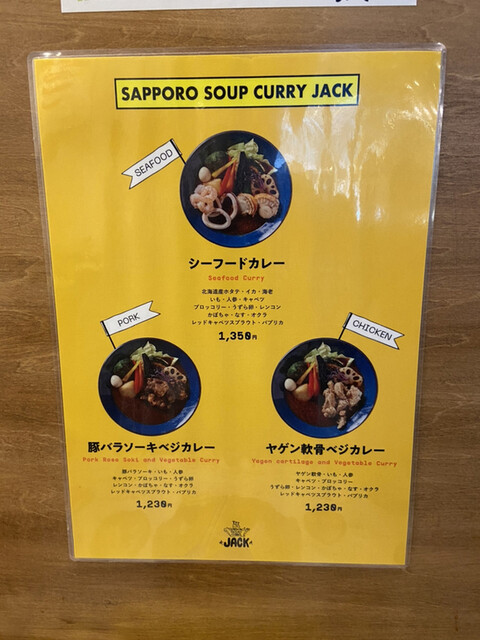 SAPPORO SOUP CURRY JACK
SEAFOOD
シーフードカレー
Seafood Curry
北海道産ホタテ・イカ・海老
いも・人参・キャベツ
ブロッコリー・うずら卵・レンコン
かぼちゃ・なす・オクラ
レッドキャベツスプラウト・パプリカ
1,350円
PORK
豚バラソーキベジカレー
Pork Rose Soki and Vegetable Curry
豚バラソーキ・いも・人参
キャベツ・ブロッコリー・うずら卵
レンコン・かぼちゃ・なす・オクラ
レッドキャベツスプラウト・パプリカ
1,230円
CHICKEN
ヤゲン軟骨ベジカレー
Yagen cartilage and Vegetable Curry
ヤゲン軟骨・いも・人参
キャベツ・ブロッコリー
うずら卵・レンコン・かぼちゃ・なす・オクラ
レッドキャベツスプラウト・パプリカ
1,230円
JACK